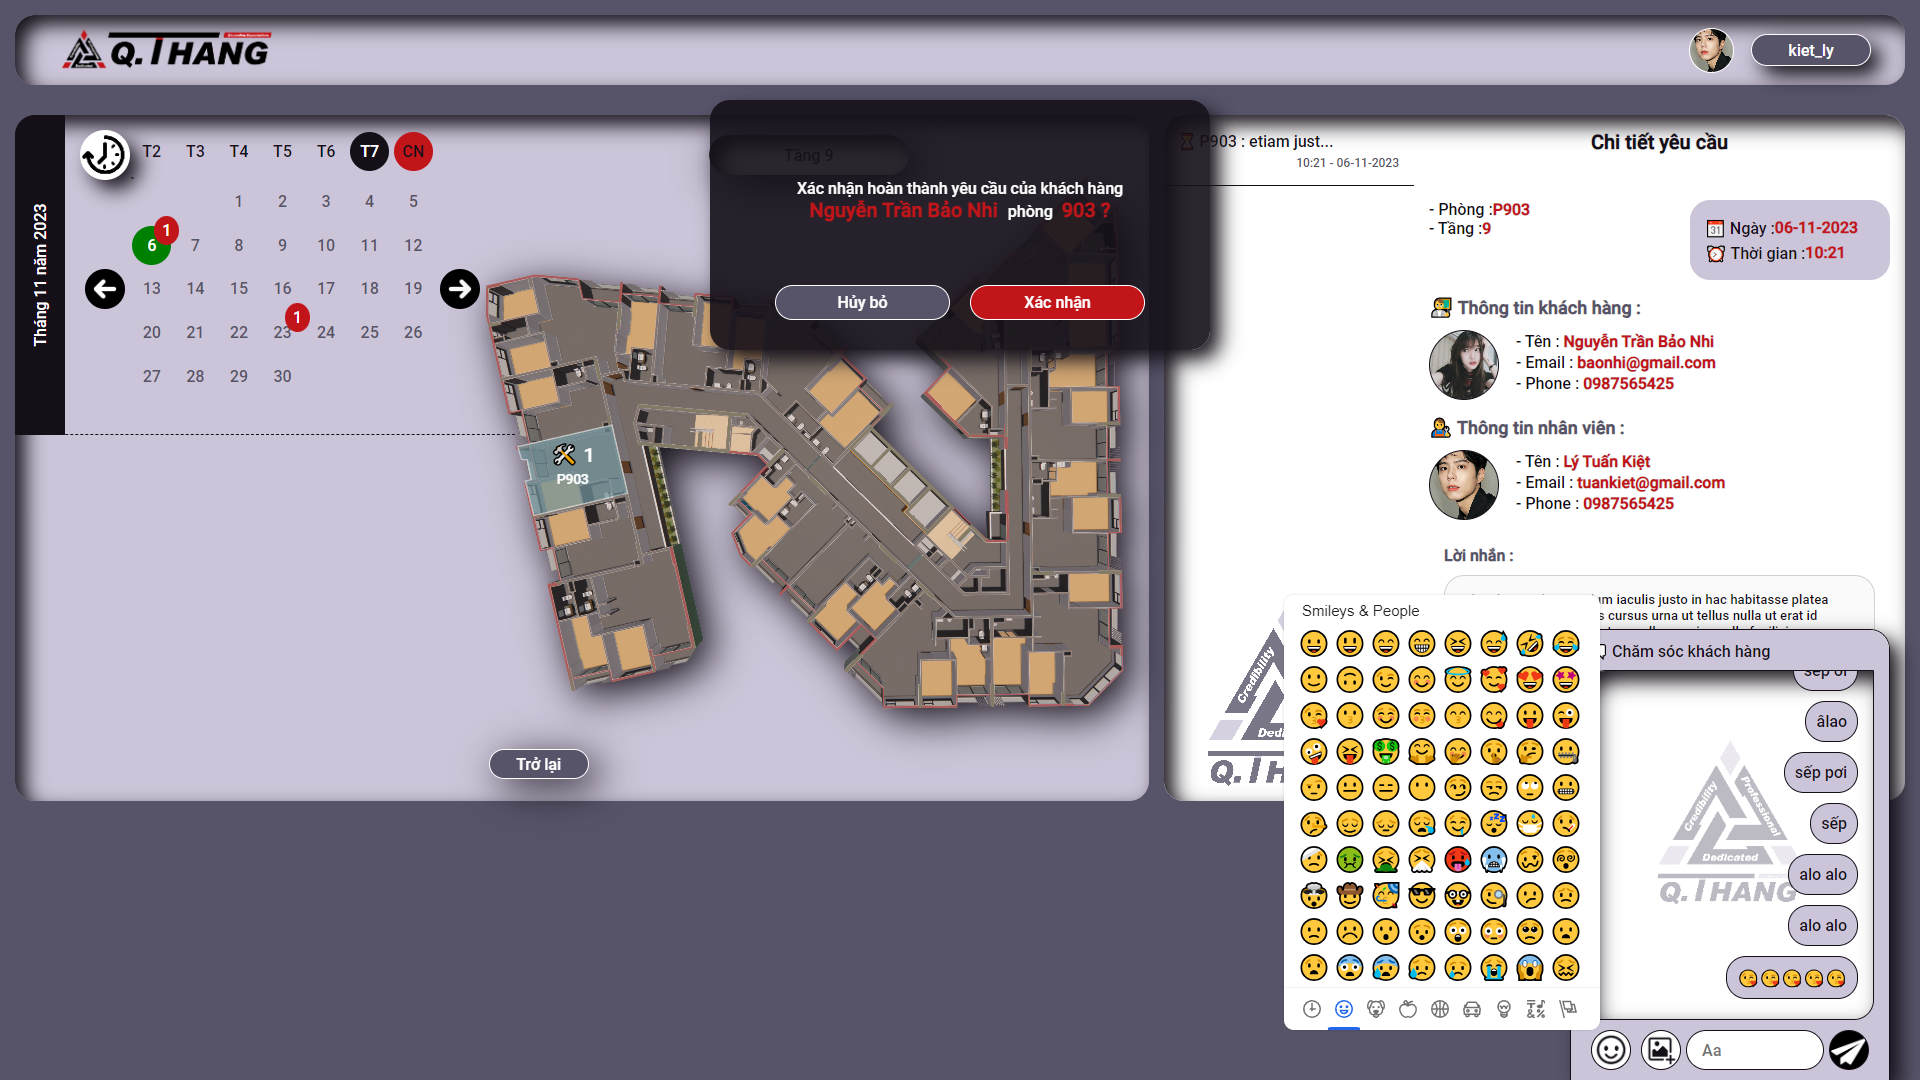 Q.THANG
kiet_ly
Tháng 11 năm 2023
T2 T3 T4 T5 T6 T7 CN
1 2 3 4 5
6 1 7 8 9 10 11 12
13 14 15 16 17 18 19
1
20 21 22 23 24 25 26
27 28 29 30
Tầng 9
Xác nhận hoàn thành yêu cầu của khách hàng
Nguyễn Trần Bảo Nhi phòng 903 ?
Hủy bỏ
Xác nhận
1
P903
Trở lại
P903 : etiam just...
10:21 - 06-11-2023
Chi tiết yêu cầu
- Phòng :P903
- Tầng :9
Ngày :06-11-2023
Thời gian :10:21
Thông tin khách hàng :
- Tên : Nguyễn Trần Bảo Nhi
- Email : baonhi@gmail.com
- Phone : 0987565425
Thông tin nhân viên :
- Tên : Lý Tuấn Kiệt
- Email : tuankiet@gmail.com
- Phone : 0987565425
Lời nhắn :
iaculis justo in hac habitasse platea
cursus urna ut tellus nulla ut erat id
Credibility
Q.TH
Smileys & People
Chăm sóc khách hàng
sếp ơi
âlao
sếp pơi
sếp
alo alo
alo alo
😋😋😋😋😋
Credibility
Professional
Dedicated
Q.THANG
Aa